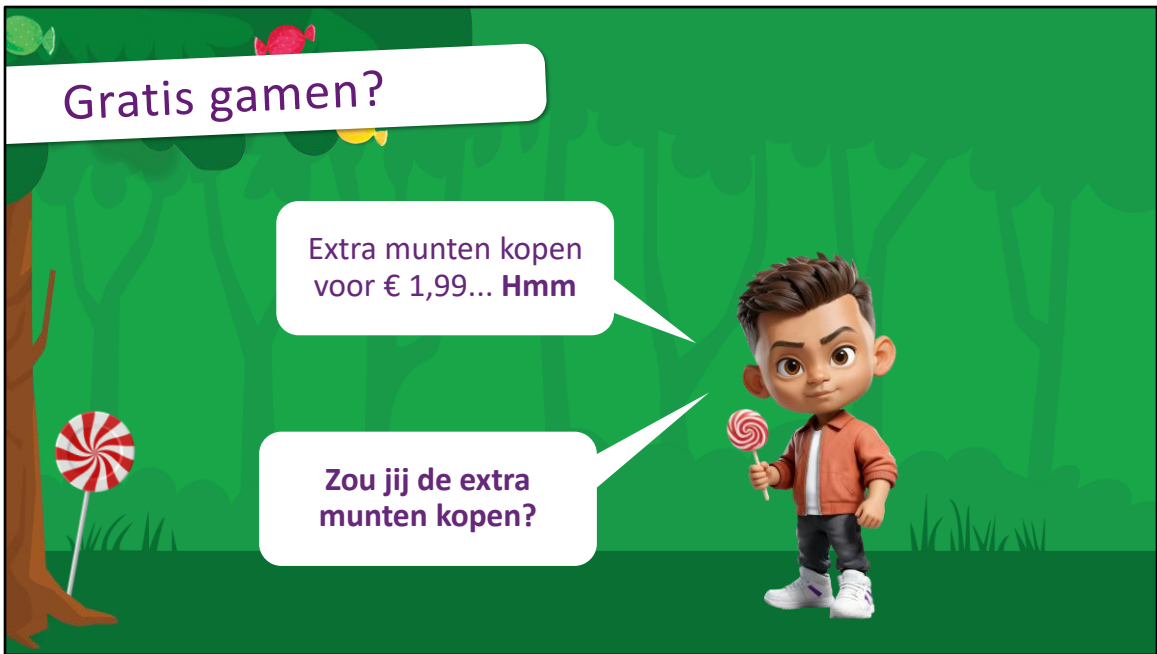 Gratis gamen?
Extra munten kopen
voor € 1,99... Hmm
Zou jij de extra
munten kopen?